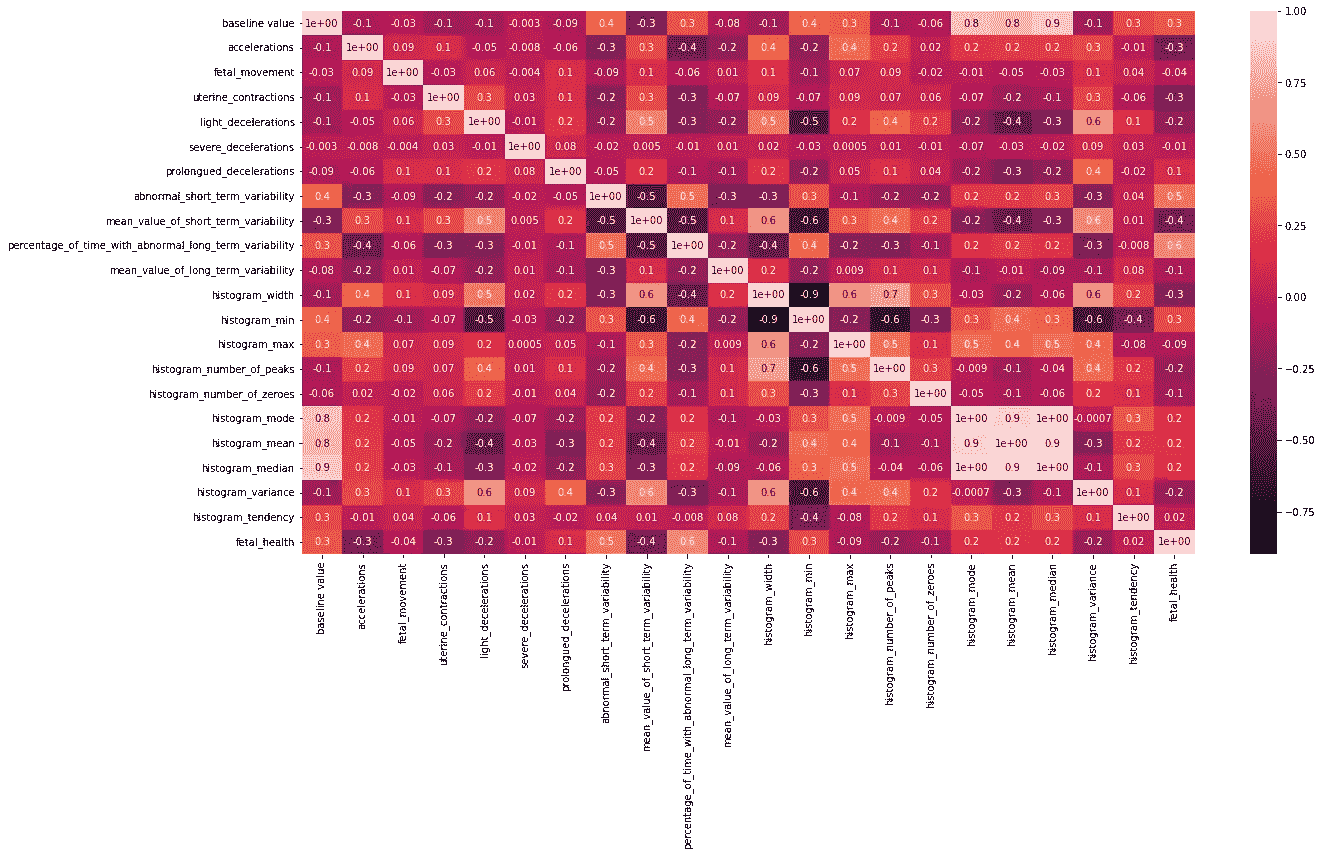 baseline value 1e+00 -0.1 -0.03 -0.1 -0.1 -0.003 -0.09 0.4 -0.3 0.3 -0.08 -0.1 0.4 0.3 -0.1 -0.06 0.8 0.8 0.9 -0.1 0.3 0.3 1.00
accelerations -0.1 1e+00 0.09 0.1 -0.05 -0.008 -0.06 -0.3 0.3 -0.4 -0.2 0.4 -0.2 0.4 0.2 0.02 0.2 0.2 0.2 0.3 -0.01 -0.3
fetal_movement -0.03 0.09 1e+00 -0.03 0.06 -0.004 0.1 -0.09 0.1 -0.06 0.01 0.1 -0.1 0.07 0.09 -0.02 -0.01 -0.05 -0.03 0.1 0.04 -0.04
0.75
uterine_contractions -0.1 0.1 -0.03 1e+00 0.3 0.03 0.1 -0.2 0.3 -0.3 -0.07 0.09 -0.07 0.09 0.07 0.06 -0.07 -0.2 -0.1 0.3 -0.06 -0.3
light_decelerations -0.1 -0.05 0.06 0.3 1e+00 -0.01 0.2 -0.2 0.5 -0.3 -0.2 0.5 -0.5 0.2 0.4 0.2 -0.2 -0.4 -0.3 0.6 0.1 -0.2
severe_decelerations -0.003 -0.008 -0.004 0.03 -0.01 1e+00 0.08 -0.02 0.005 -0.01 0.01 0.02 -0.03 0.0005 0.01 0.01 -0.07 -0.03 -0.02 0.09 0.03 -0.01
0.50
prolongued_decelerations -0.09 -0.06 0.1 0.1 0.2 0.08 1e+00 -0.05 0.2 -0.1 -0.1 0.2 -0.2 0.05 0.1 0.04 -0.2 -0.3 -0.2 0.4 -0.02 0.1
abnormal_short_term_variability 0.4 -0.3 -0.09 -0.2 -0.2 -0.02 -0.05 1e+00 -0.5 0.5 -0.3 -0.3 0.3 -0.1 -0.2 -0.2 0.2 0.2 0.3 -0.3 0.04 0.5
mean_value_of_short_term_variability -0.3 0.3 0.1 0.3 0.5 0.005 0.2 -0.5 1e+00 -0.5 0.1 0.6 -0.6 0.3 0.4 0.2 -0.2 -0.4 -0.3 0.6 0.01 -0.4
0.25
percentage_of_time_with_abnormal_long_term_variability 0.3 -0.4 -0.06 -0.3 -0.3 -0.01 -0.1 0.5 -0.5 1e+00 -0.2 -0.4 0.4 -0.2 -0.3 -0.1 0.2 0.2 0.2 -0.3 -0.008 0.6
mean_value_of_long_term_variability -0.08 -0.2 0.01 -0.07 -0.2 0.01 -0.1 -0.3 0.1 -0.2 1e+00 0.2 -0.1 0.009 0.1 0.1 -0.1 -0.01 -0.09 -0.1 0.08 -0.1
histogram_width -0.1 0.4 0.1 0.09 0.5 0.02 0.2 -0.3 0.6 -0.4 0.2 1e+00 -0.9 0.6 0.7 0.3 -0.03 -0.2 -0.06 0.6 0.2 -0.3
0.00
histogram_min 0.4 -0.2 -0.1 -0.07 -0.5 -0.03 -0.2 0.3 -0.6 0.4 -0.1 -0.9 1e+00 -0.2 -0.6 -0.3 0.3 0.4 0.3 -0.6 -0.4 0.3
histogram_max 0.3 0.4 0.07 0.09 0.2 0.0005 0.05 -0.1 0.3 -0.2 0.009 0.6 -0.2 1e+00 0.5 0.1 0.5 0.4 0.5 0.4 -0.08 -0.09
histogram_number_of_peaks -0.1 0.2 0.09 0.07 0.4 0.01 0.1 -0.2 0.4 -0.3 0.1 0.7 -0.6 0.5 1e+00 0.3 -0.009 -0.1 -0.04 0.4 0.2 -0.2
−0.25
histogram_number_of_zeroes -0.06 0.02 -0.02 0.06 0.2 0.01 0.04 -0.2 0.2 -0.1 0.1 0.3 -0.3 0.1 0.3 1e+00 -0.05 -0.1 -0.06 0.2 0.1 -0.1
histogram_mode 0.8 0.2 -0.01 -0.07 -0.2 -0.07 -0.2 0.2 -0.2 0.2 -0.1 -0.03 0.3 0.5 -0.009 -0.05 1e+00 0.9 1e+00 -0.0007 0.3 0.2
histogram_mean 0.8 0.2 -0.05 -0.2 -0.4 -0.03 -0.3 0.2 -0.4 0.2 -0.01 -0.2 0.4 0.4 -0.1 -0.1 0.9 1e+00 0.9 -0.3 0.2 0.2
−0.50
histogram_median 0.9 0.2 -0.03 -0.1 -0.3 -0.02 -0.2 0.3 -0.3 0.2 -0.09 -0.06 0.3 0.5 -0.04 -0.06 1e+00 0.9 1e+00 -0.1 0.3 0.2
histogram_variance -0.1 0.3 0.1 0.3 0.6 0.09 0.4 -0.3 0.6 -0.3 -0.1 0.6 -0.6 0.4 0.4 0.2 -0.0007 -0.3 -0.1 1e+00 0.1 -0.2
histogram_tendency 0.3 -0.01 0.04 -0.06 0.1 0.03 -0.02 0.04 0.01 -0.008 0.08 0.2 -0.4 -0.08 0.2 0.1 0.3 0.2 0.3 0.1 1e+00 0.02
−0.75
fetal_health 0.3 -0.3 -0.04 -0.3 -0.2 -0.01 0.1 0.5 -0.4 0.6 -0.1 -0.3 0.3 -0.09 -0.2 -0.1 0.2 0.2 0.2 -0.2 0.02 1e+00
baseline value
accelerations
fetal_movement
uterine_contractions
light_decelerations
severe_decelerations
prolongued_decelerations
abnormal_short_term_variability
mean_value_of_short_term_variability
percentage_of_time_with_abnormal_long_term_variability
mean_value_of_long_term_variability
histogram_width
histogram_min
histogram_max
histogram_number_of_peaks
histogram_number_of_zeroes
histogram_mode
histogram_mean
histogram_median
histogram_variance
histogram_tendency
fetal_health